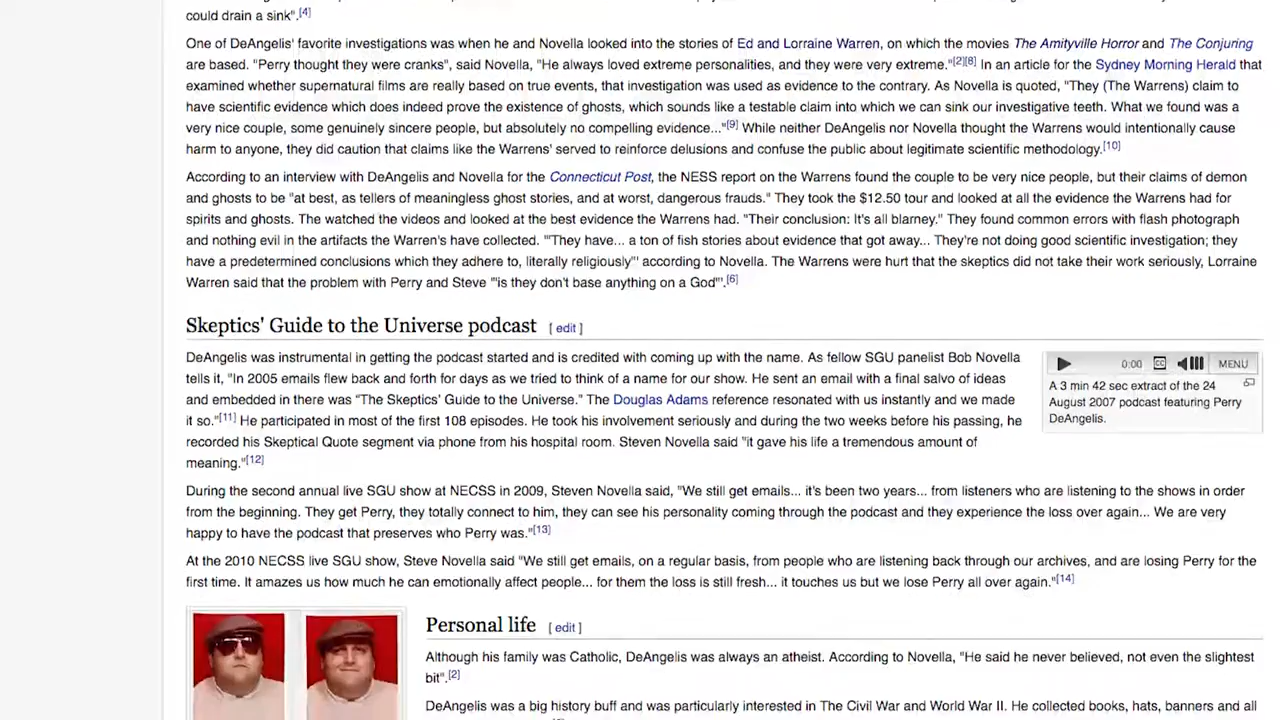 could drain a sink".[4]
One of DeAngelis' favorite investigations was when he and Novella looked into the stories of Ed and Lorraine Warren, on which the movies The Amityville Horror and The Conjuring
are based. "Perry thought they were cranks", said Novella, "He always loved extreme personalities, and they were very extreme."[2][8] In an article for the Sydney Morning Herald that
examined whether supernatural films are really based on true events, that investigation was used as evidence to the contrary. As Novella is quoted, "They (The Warrens) claim to
have scientific evidence which does indeed prove the existence of ghosts, which sounds like a testable claim into which we can sink our investigative teeth. What we found was a
very nice couple, some genuinely sincere people, but absolutely no compelling evidence..."[9] While neither DeAngelis nor Novella thought the Warrens would intentionally cause
harm to anyone, they did caution that claims like the Warrens' served to reinforce delusions and confuse the public about legitimate scientific methodology.[10]
According to an interview with DeAngelis and Novella for the Connecticut Post, the NESS report on the Warrens found the couple to be very nice people, but their claims of demon
and ghosts to be "at best, as tellers of meaningless ghost stories, and at worst, dangerous frauds." They took the $12.50 tour and looked at all the evidence the Warrens had for
spirits and ghosts. The watched the videos and looked at the best evidence the Warrens had. "Their conclusion: It's all blarney." They found common errors with flash photograph
and nothing evil in the artifacts the Warren's have collected. "'They have... a ton of fish stories about evidence that got away... They're not doing good scientific investigation; they
have a predetermined conclusions which they adhere to, literally religiously"' according to Novella. The Warrens were hurt that the skeptics did not take their work seriously, Lorraine
Warren said that the problem with Perry and Steve "'is they don't base anything on a God"'.[6]
Skeptics' Guide to the Universe podcast [ edit ]
DeAngelis was instrumental in getting the podcast started and is credited with coming up with the name. As fellow SGU panelist Bob Novella
tells it, "In 2005 emails flew back and forth for days as we tried to think of a name for our show. He sent an email with a final salvo of ideas
and embedded in there was "The Skeptics' Guide to the Universe." The Douglas Adams reference resonated with us instantly and we made
it so."[11] He participated in most of the first 108 episodes. He took his involvement seriously and during the two weeks before his passing, he
recorded his Skeptical Quote segment via phone from his hospital room. Steven Novella said "it gave his life a tremendous amount of
meaning."[12]
0:00 CC MENU
A 3 min 42 sec extract of the 24
August 2007 podcast featuring Perry
DeAngelis.
During the second annual live SGU show at NECSS in 2009, Steven Novella said, "We still get emails... it's been two years... from listeners who are listening to the shows in order
from the beginning. They get Perry, they totally connect to him, they can see his personality coming through the podcast and they experience the loss over again... We are very
happy to have the podcast that preserves who Perry was."[13]
At the 2010 NECSS live SGU show, Steve Novella said "We still get emails, on a regular basis, from people who are listening back through our archives, and are losing Perry for the
first time. It amazes us how much he can emotionally affect people... for them the loss is still fresh... it touches us but we lose Perry all over again."[14]
Personal life [ edit ]
Although his family was Catholic, DeAngelis was always an atheist. According to Novella, "He said he never believed, not even the slightest
bit".[2]
DeAngelis was a big history buff and was particularly interested in The Civil War and World War II. He collected books, hats, banners and all